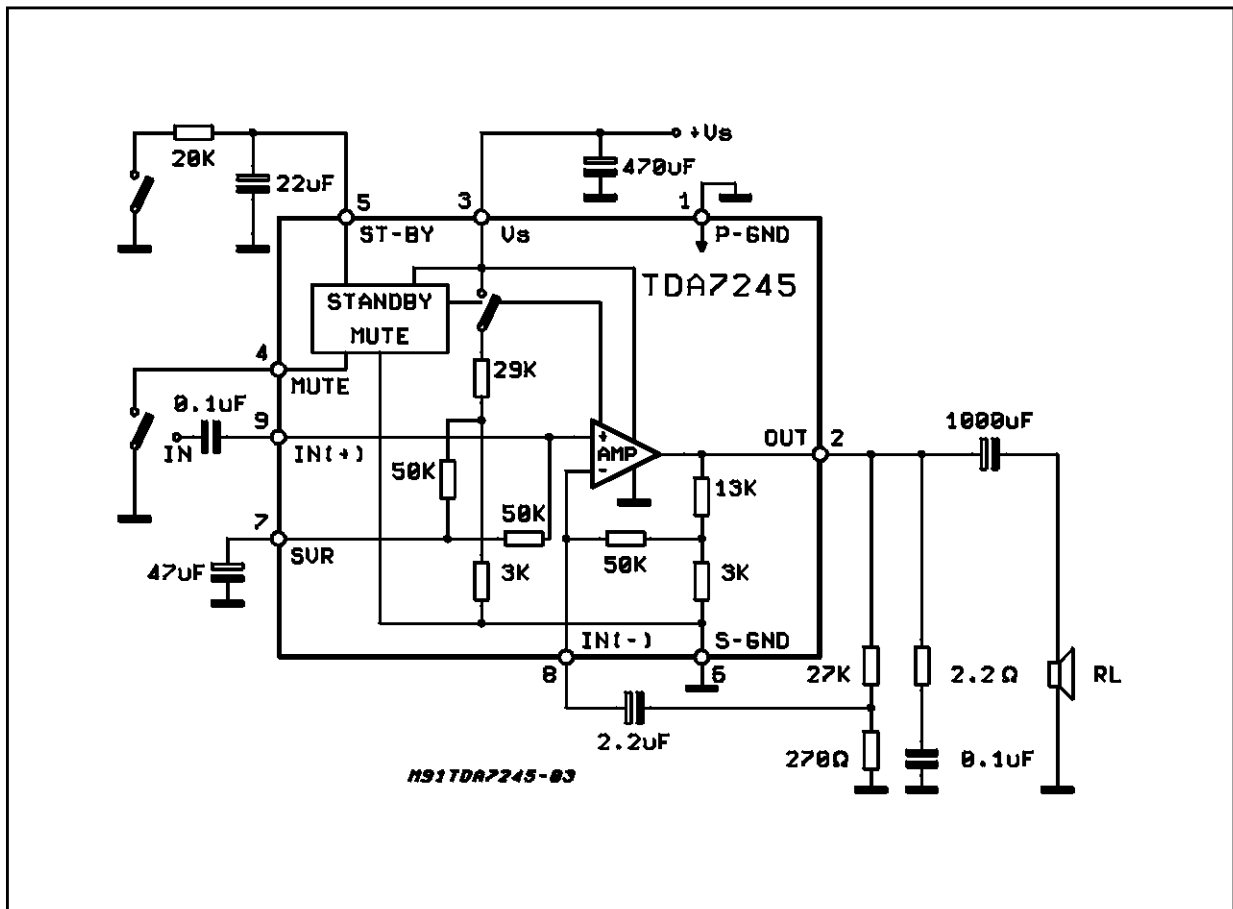 +Vs
20K
470uF
22uF
5
3
1
ST-BY
Vs
P-GND
TDA7245
STANDBY
MUTE
4
29K
MUTE
0.1uF
1000uF
9
OUT
2
IN
IN(+)
+
AMP
-
50K
13K
50K
7
SVR
50K
47uF
3K
3K
IN(-)
S-GND
8
6
27K
2.2Ω
RL
2.2uF
270Ω
0.1uF
M91TDA7245-03